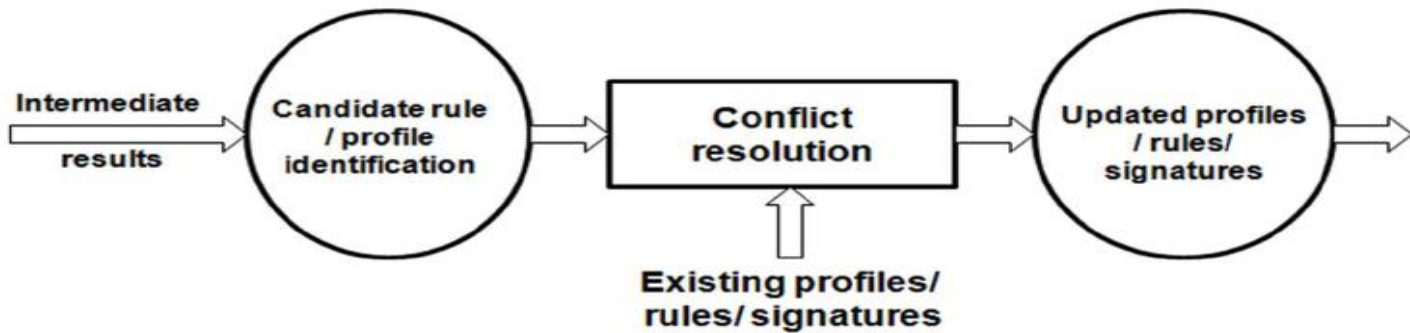 Intermediate
results
Candidate rule
/ profile
identification
Conflict
resolution
Existing profiles/
rules/ signatures
Updated profiles
/ rules/
signatures